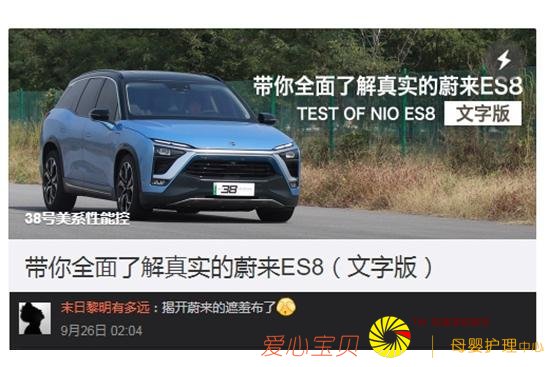 带你全面了解真实的蔚来ES8
TEST OF NIO ES8 文字版
38
38号美系性能控
带你全面了解真实的蔚来ES8（文字版）
末日黎明有多远：揭开蔚来的遮羞布了
9月26日 02:04
爱心宝贝 | 母婴护理中心